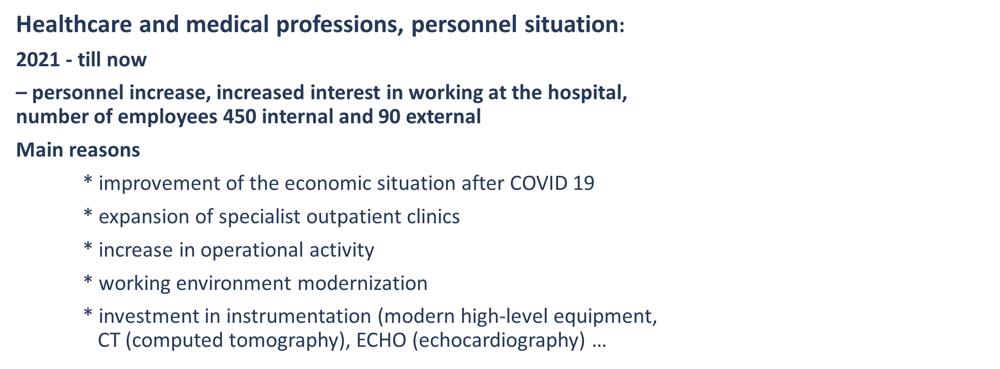 Healthcare and medical professions, personnel situation:
2021 - till now
– personnel increase, increased interest in working at the hospital,
number of employees 450 internal and 90 external
Main reasons
* improvement of the economic situation after COVID 19
* expansion of specialist outpatient clinics
* increase in operational activity
* working environment modernization
* investment in instrumentation (modern high-level equipment,
CT (computed tomography), ECHO (echocardiography) ...